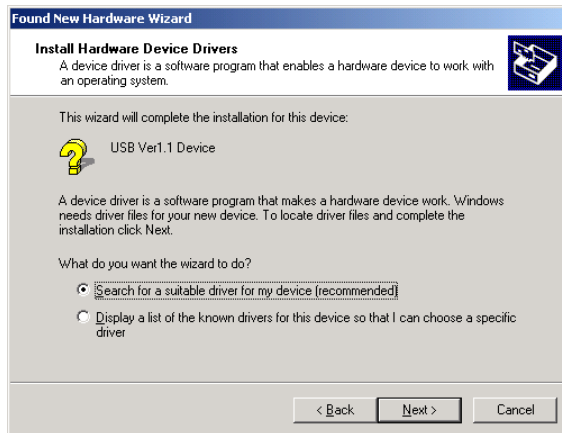 Found New Hardware Wizard
Install Hardware Device Drivers
A device driver is a software program that enables a hardware device to work with
an operating system.
This wizard will complete the installation for this device:
USB Ver1.1 Device
A device driver is a software program that makes a hardware device work. Windows
needs driver files for your new device. To locate driver files and complete the
installation click Next.
What do you want the wizard to do?
Search for a suitable driver for my device (recommended)
Display a list of the known drivers for this device so that I can choose a specific
driver
< Back
Next >
Cancel